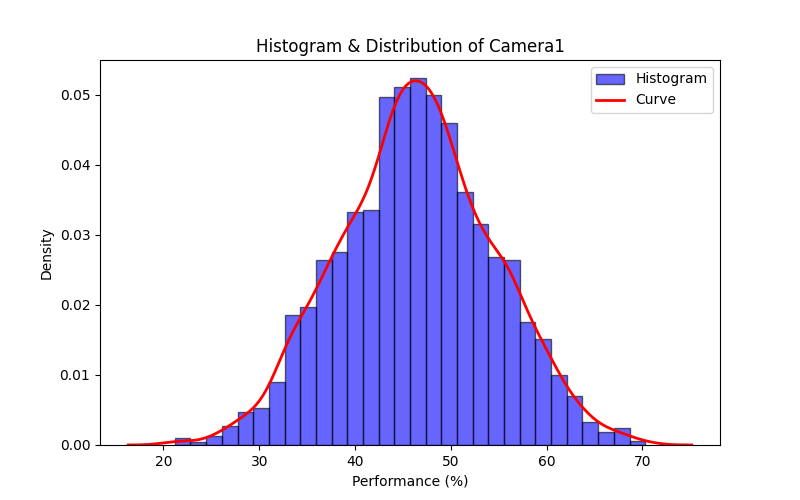 Histogram & Distribution of Camera1
Histogram
Curve
Density
0.05
0.04
0.03
0.02
0.01
0.00
20 30 40 50 60 70
Performance (%)